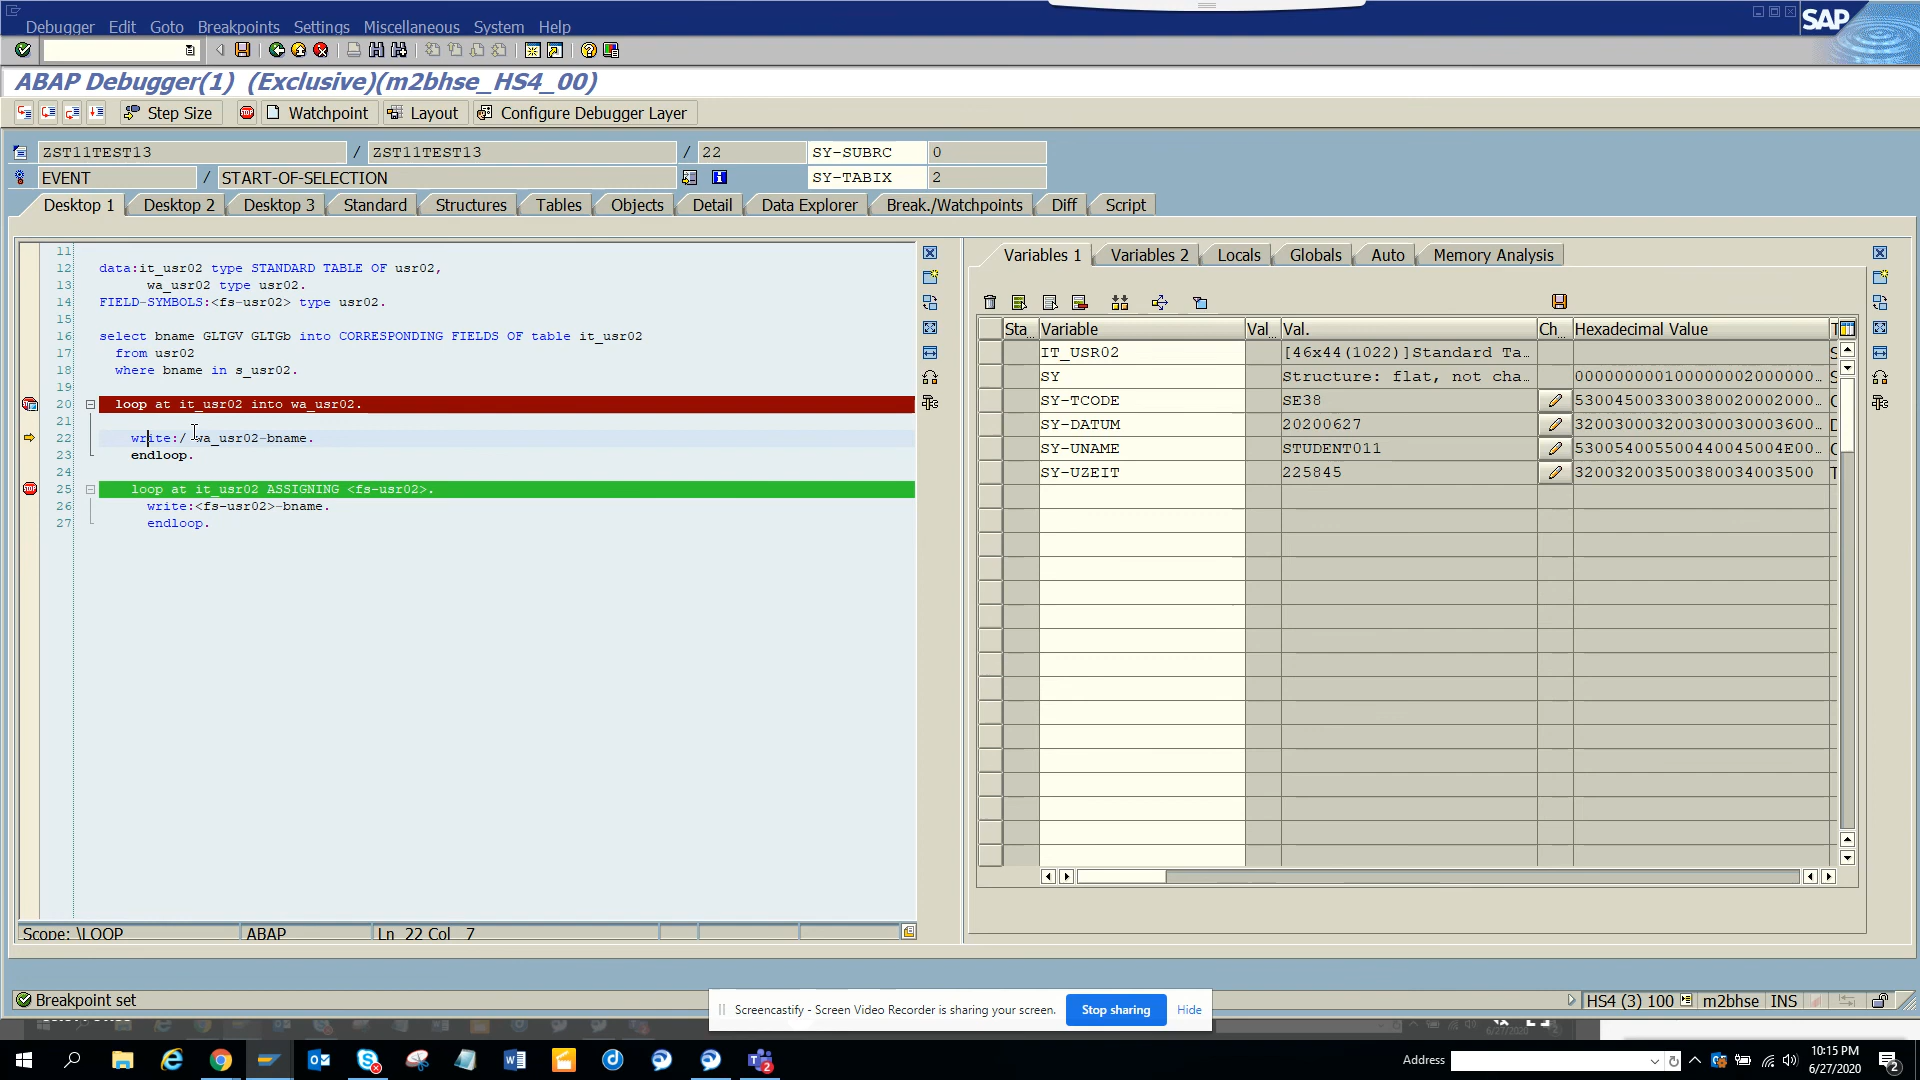 Debugger Edit Goto Breakpoints Settings Miscellaneous System Help
SAP
ABAP Debugger(1) (Exclusive)(m2bhse_HS4_00)
Step Size STOP Watchpoint Layout Configure Debugger Layer
ZST11TEST13 / ZST11TEST13 / 22 SY-SUBRC 0
EVENT / START-OF-SELECTION SY-TABIX 2
Desktop 1 Desktop 2 Desktop 3 Standard Structures Tables Objects Detail Data Explorer Break./Watchpoints Diff Script
11
12 data:it_usr02 type STANDARD TABLE OF usr02,
13 wa_usr02 type usr02.
14 FIELD-SYMBOLS:<fs-usr02> type usr02.
15
16 select bname GLTGV GLTGb into CORRESPONDING FIELDS OF table it_usr02
17 from usr02
18 where bname in s_usr02.
19
20 loop at it_usr02 into wa_usr02.
21
22 write:/ wa_usr02-bname.
23 endloop.
24
25 loop at it_usr02 ASSIGNING <fs-usr02>.
26 write:<fs-usr02>-bname.
27 endloop.
Scope: \LOOP ABAP Ln 22 Col 7
Variables 1 Variables 2 Locals Globals Auto Memory Analysis
Sta... Variable Val... Val. Ch... Hexadecimal Value T
IT_USR02 [46x44(1022)]Standard Ta... S
SY Structure: flat, not cha... 0000000001000000002000000... S
SY-TCODE SE38 530045003300380020002000... C
SY-DATUM 20200627 320030003200300030003600... D
SY-UNAME STUDENT011 530054005500440045004E00... C
SY-UZEIT 225845 320032003500380034003500 T
Breakpoint set
HS4 (3) 100 m2bhse INS
Screencastify - Screen Video Recorder is sharing your screen. Stop sharing Hide
Address
10:15 PM
6/27/2020
2
2